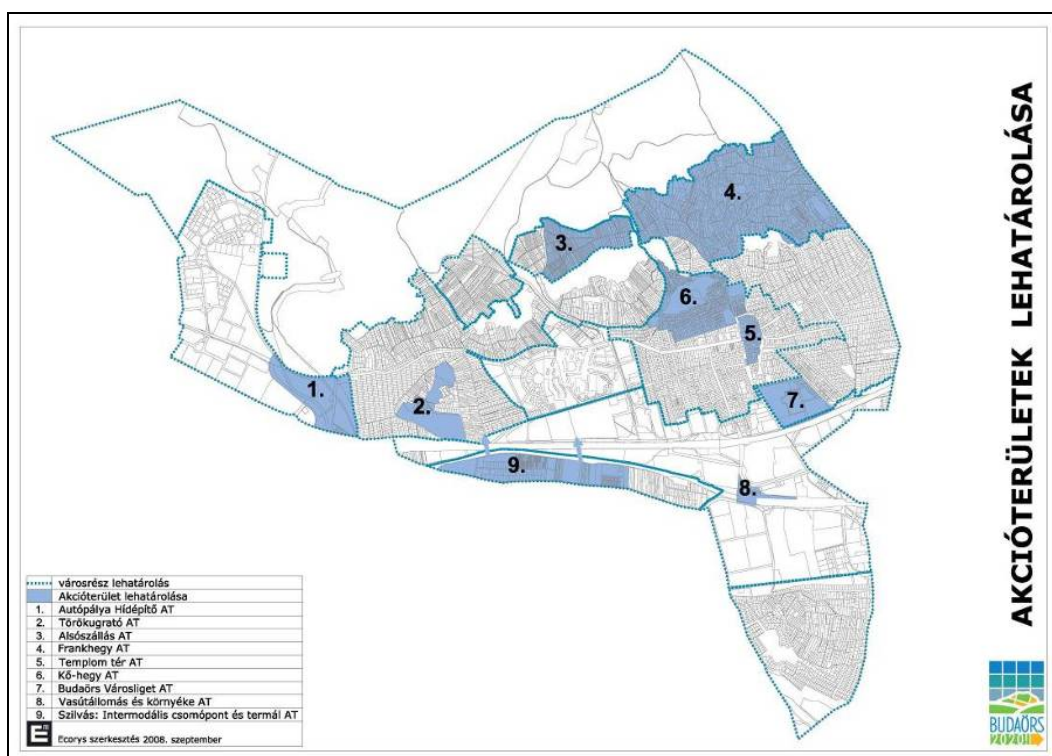 AKCIÓTERÜLETEK LEHATÁROLÁSA
4.
3.
6.
5.
1.
2.
7.
9.
8.
városrész lehatárolás
Akcióterület lehatárolása
1. Autópálya Hídépítő AT
2. Törökugrató AT
3. Alsószállás AT
4. Frankhegy AT
5. Templom tér AT
6. Kő-hegy AT
7. Budaörs Városliget AT
8. Vasútállomás és környéke AT
9. Szilvás: Intermodális csomópont és termál AT
Ecorys szerkesztés 2008. szeptember
BUDAÖRS
2020!